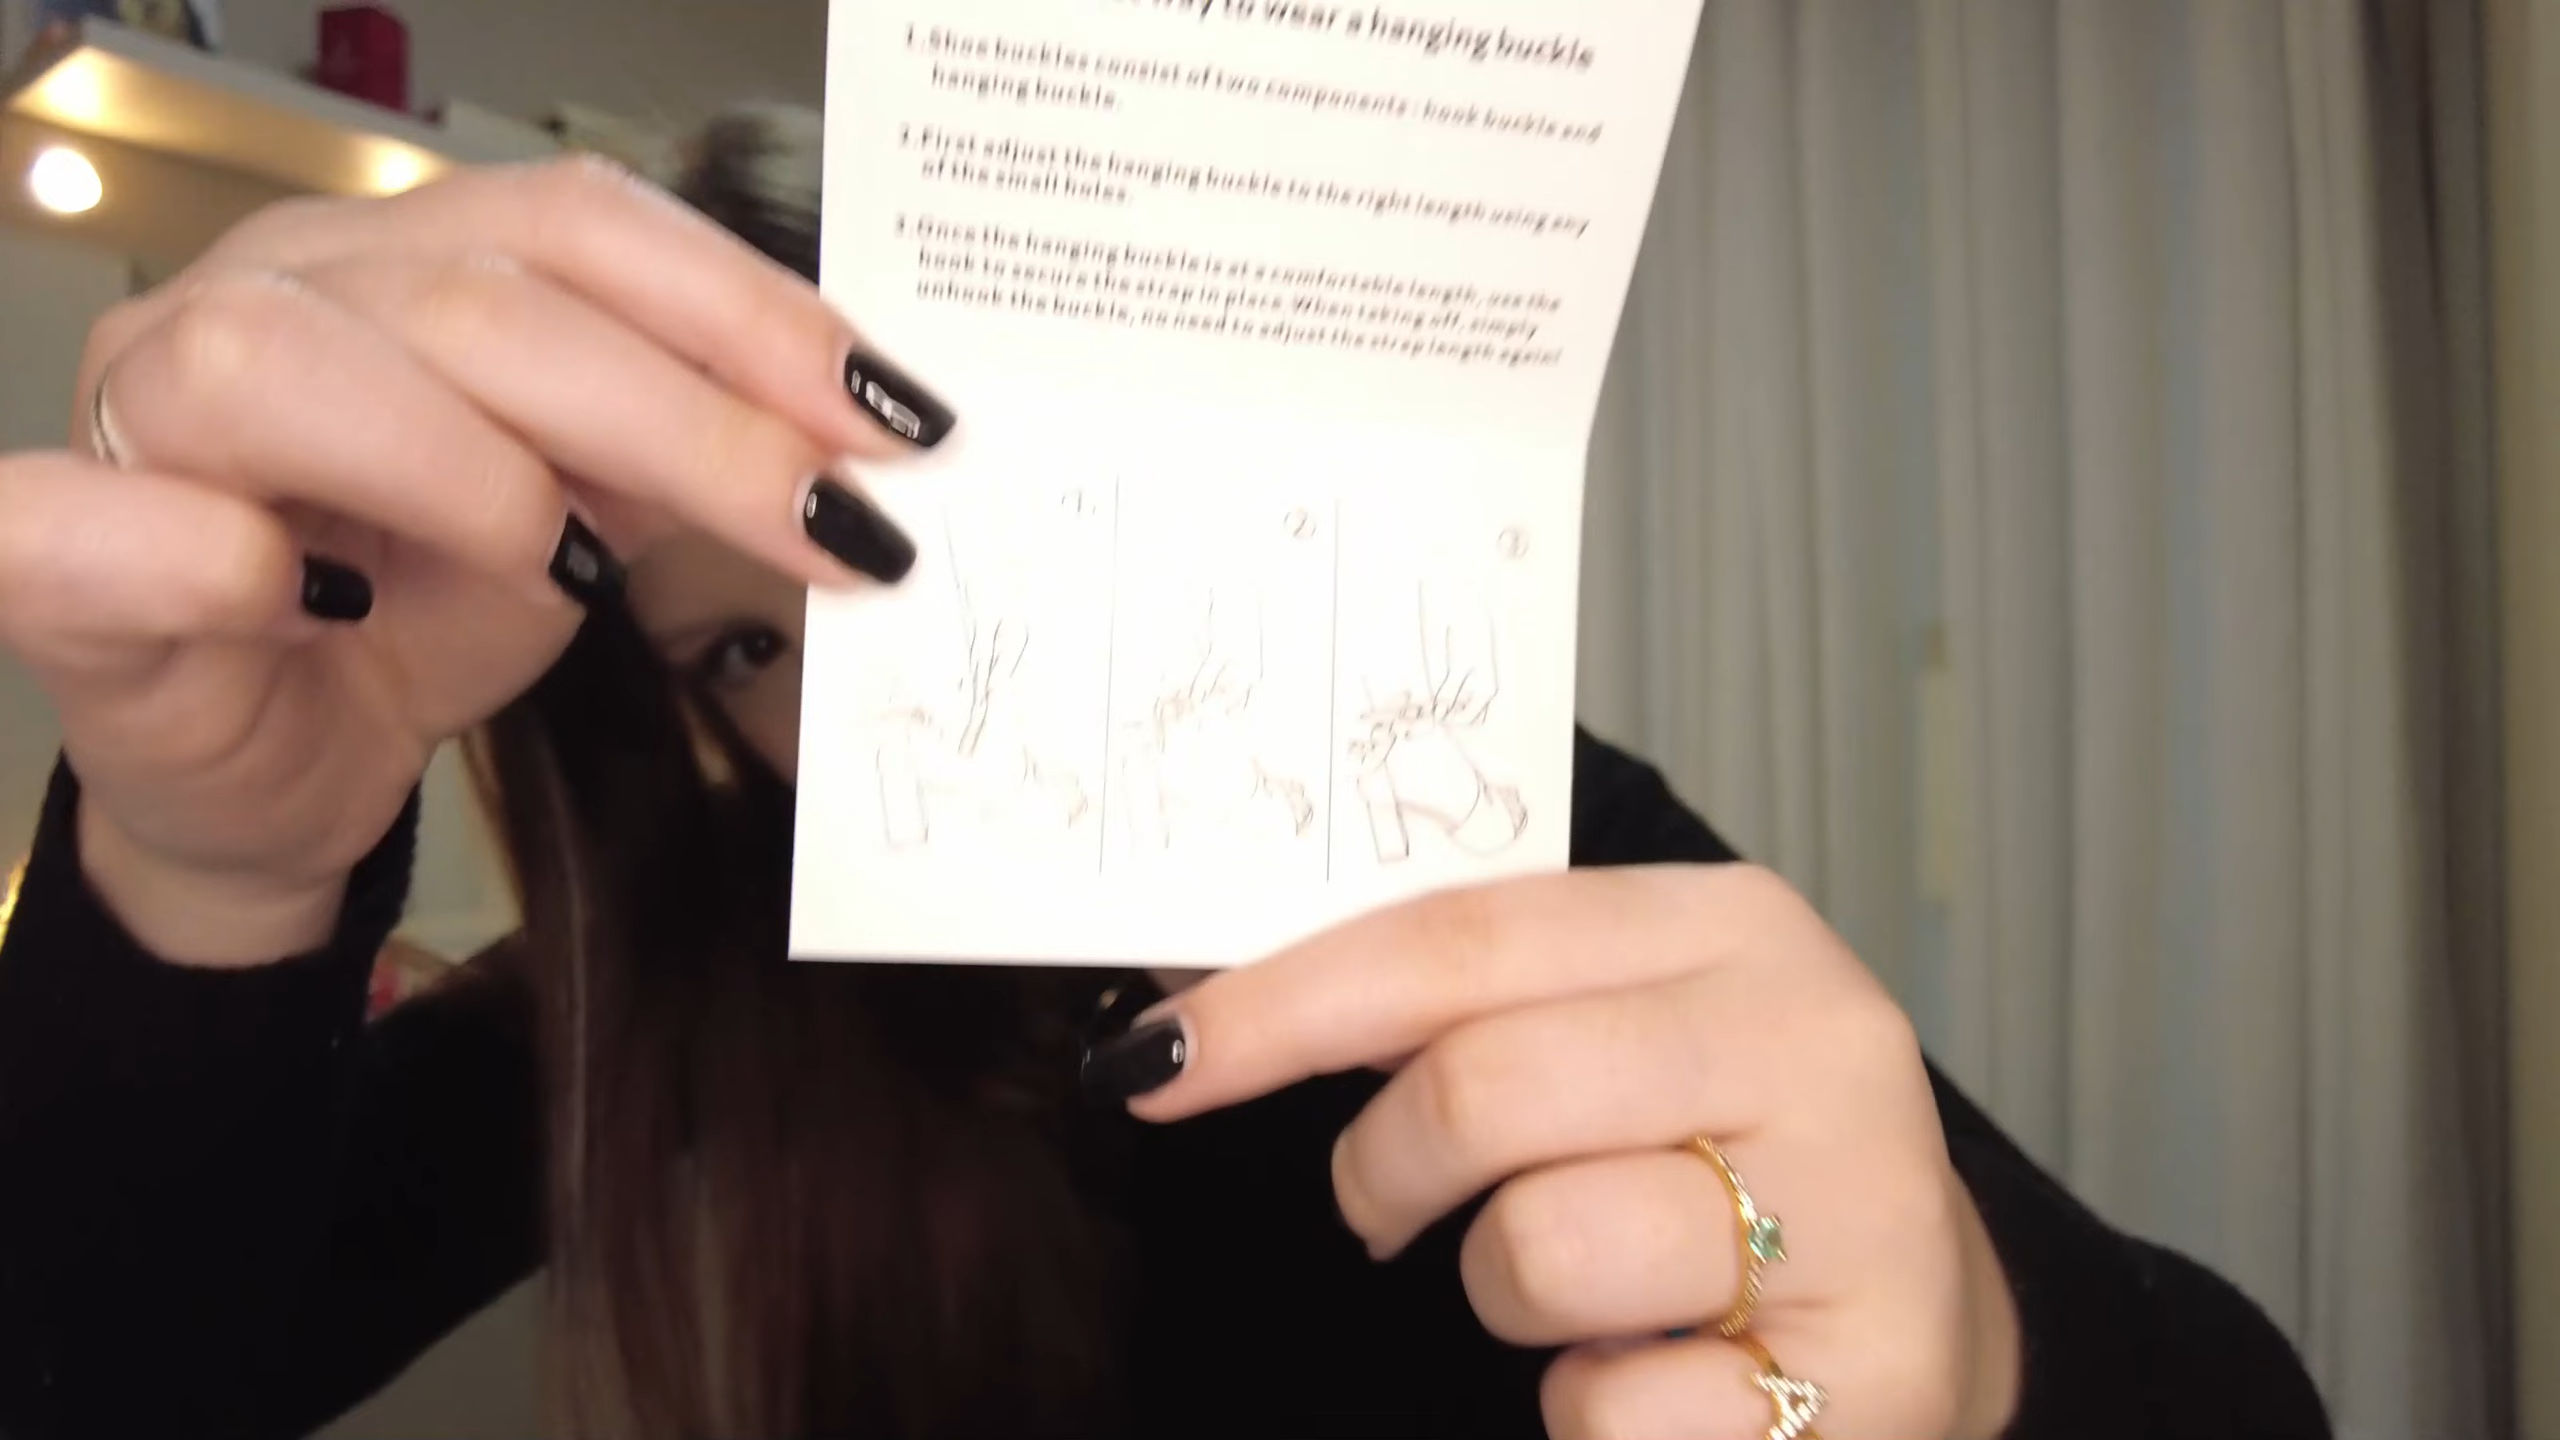 way to wear a hanging buckle
1.Shoe buckles consist of two components : hook buckle and
hanging buckle.
2.First adjust the hanging buckle to the right length using any
of the small holes.
3.Once the hanging buckle is at a comfortable length, use the
hook to secure the strap in place. When taking off, simply
unhook the buckle, no need to adjust the strap length again!
① ② ③